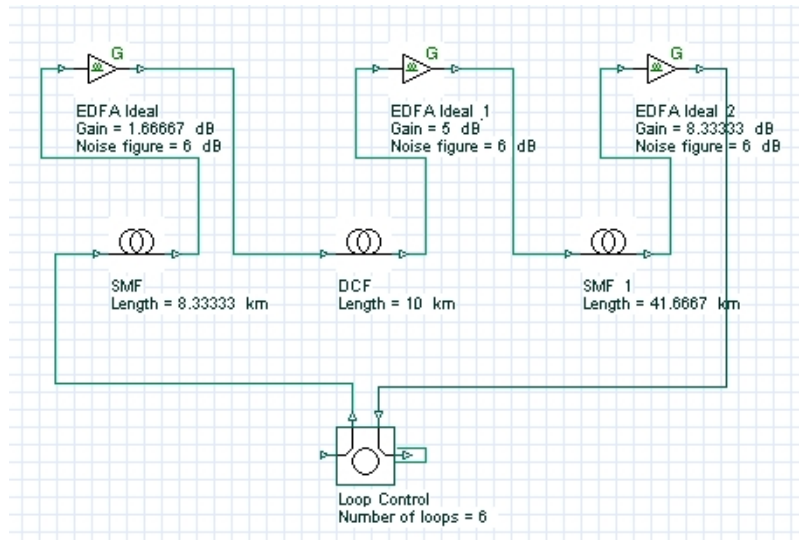 G
G
G
EDFA Ideal
Gain = 1.66667 dB
Noise figure = 6 dB
EDFA Ideal_1
Gain = 5 dB
Noise figure = 6 dB
EDFA Ideal_2
Gain = 8.33333 dB
Noise figure = 6 dB
SMF
Length = 8.33333 km
DCF
Length = 10 km
SMF_1
Length = 41.6667 km
Loop Control
Number of loops = 6